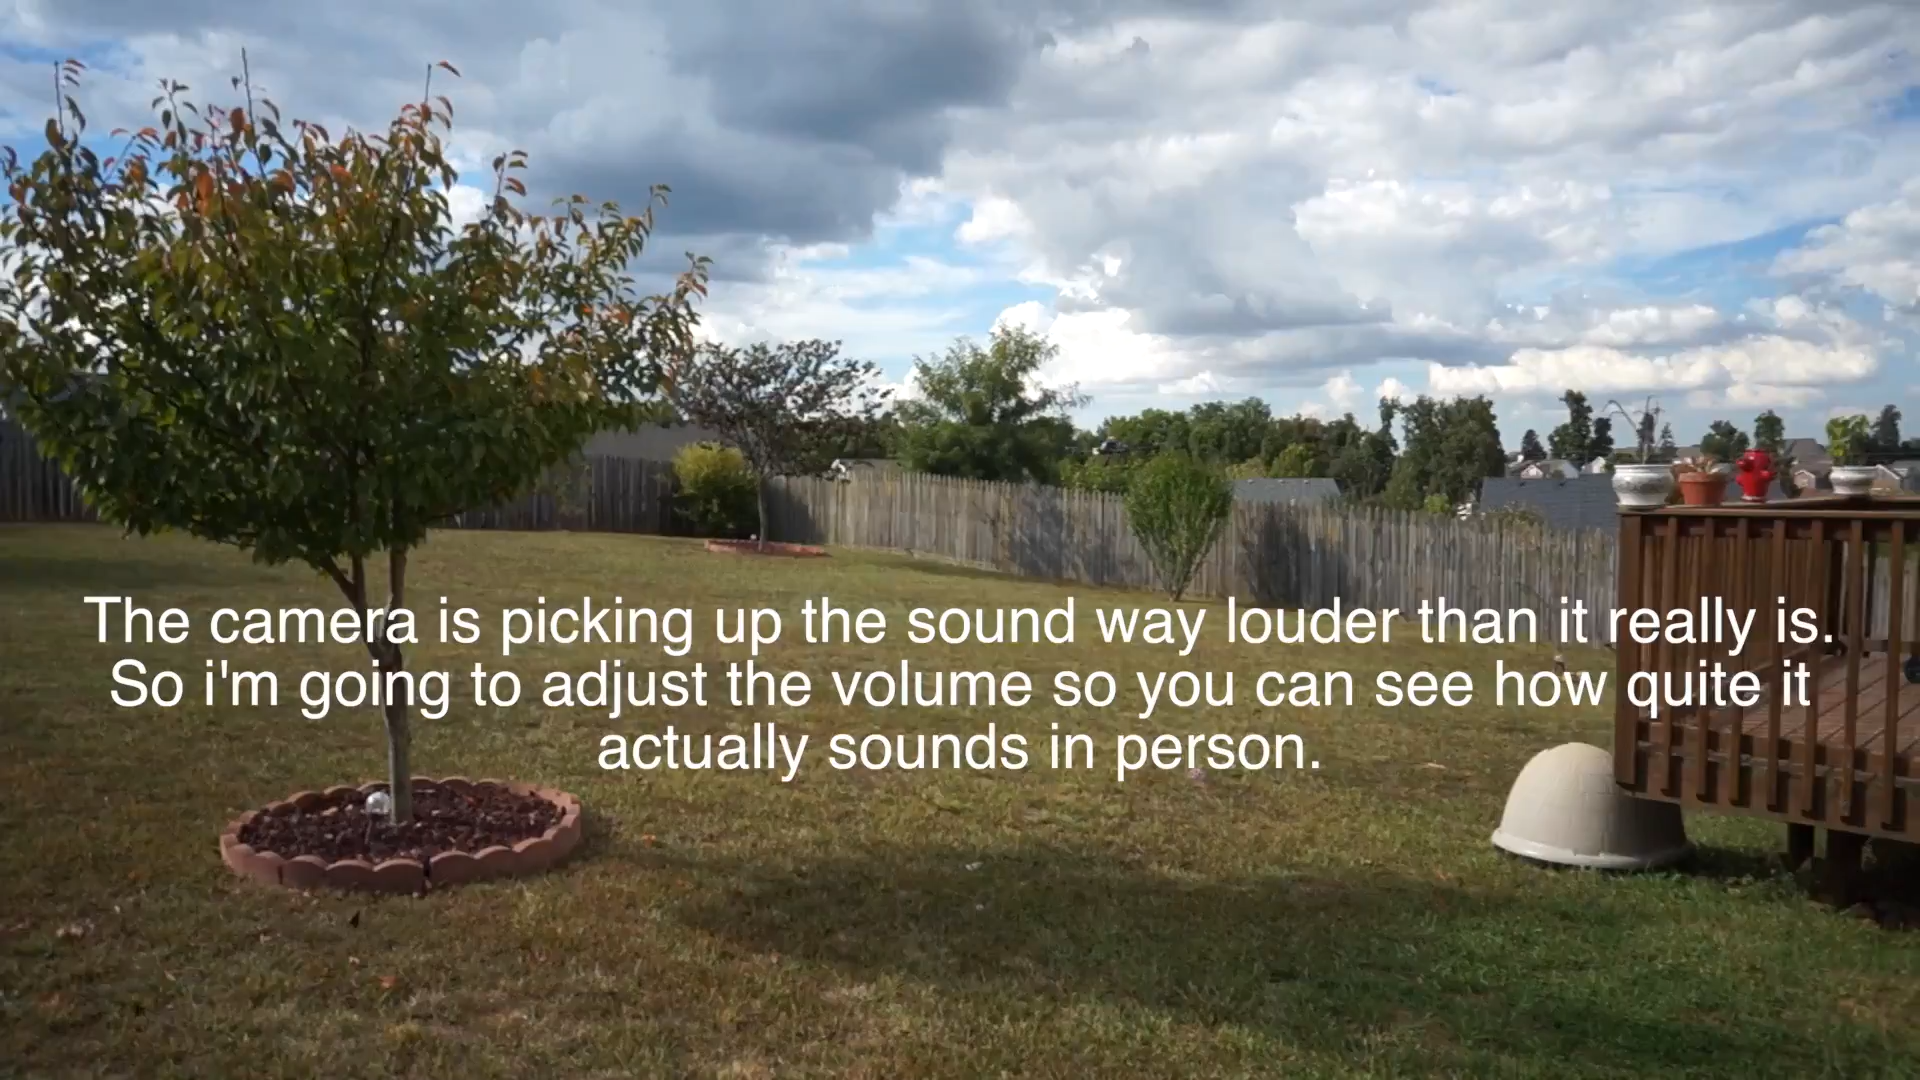 The camera is picking up the sound way louder than it really is.
So i'm going to adjust the volume so you can see how quite it
actually sounds in person.